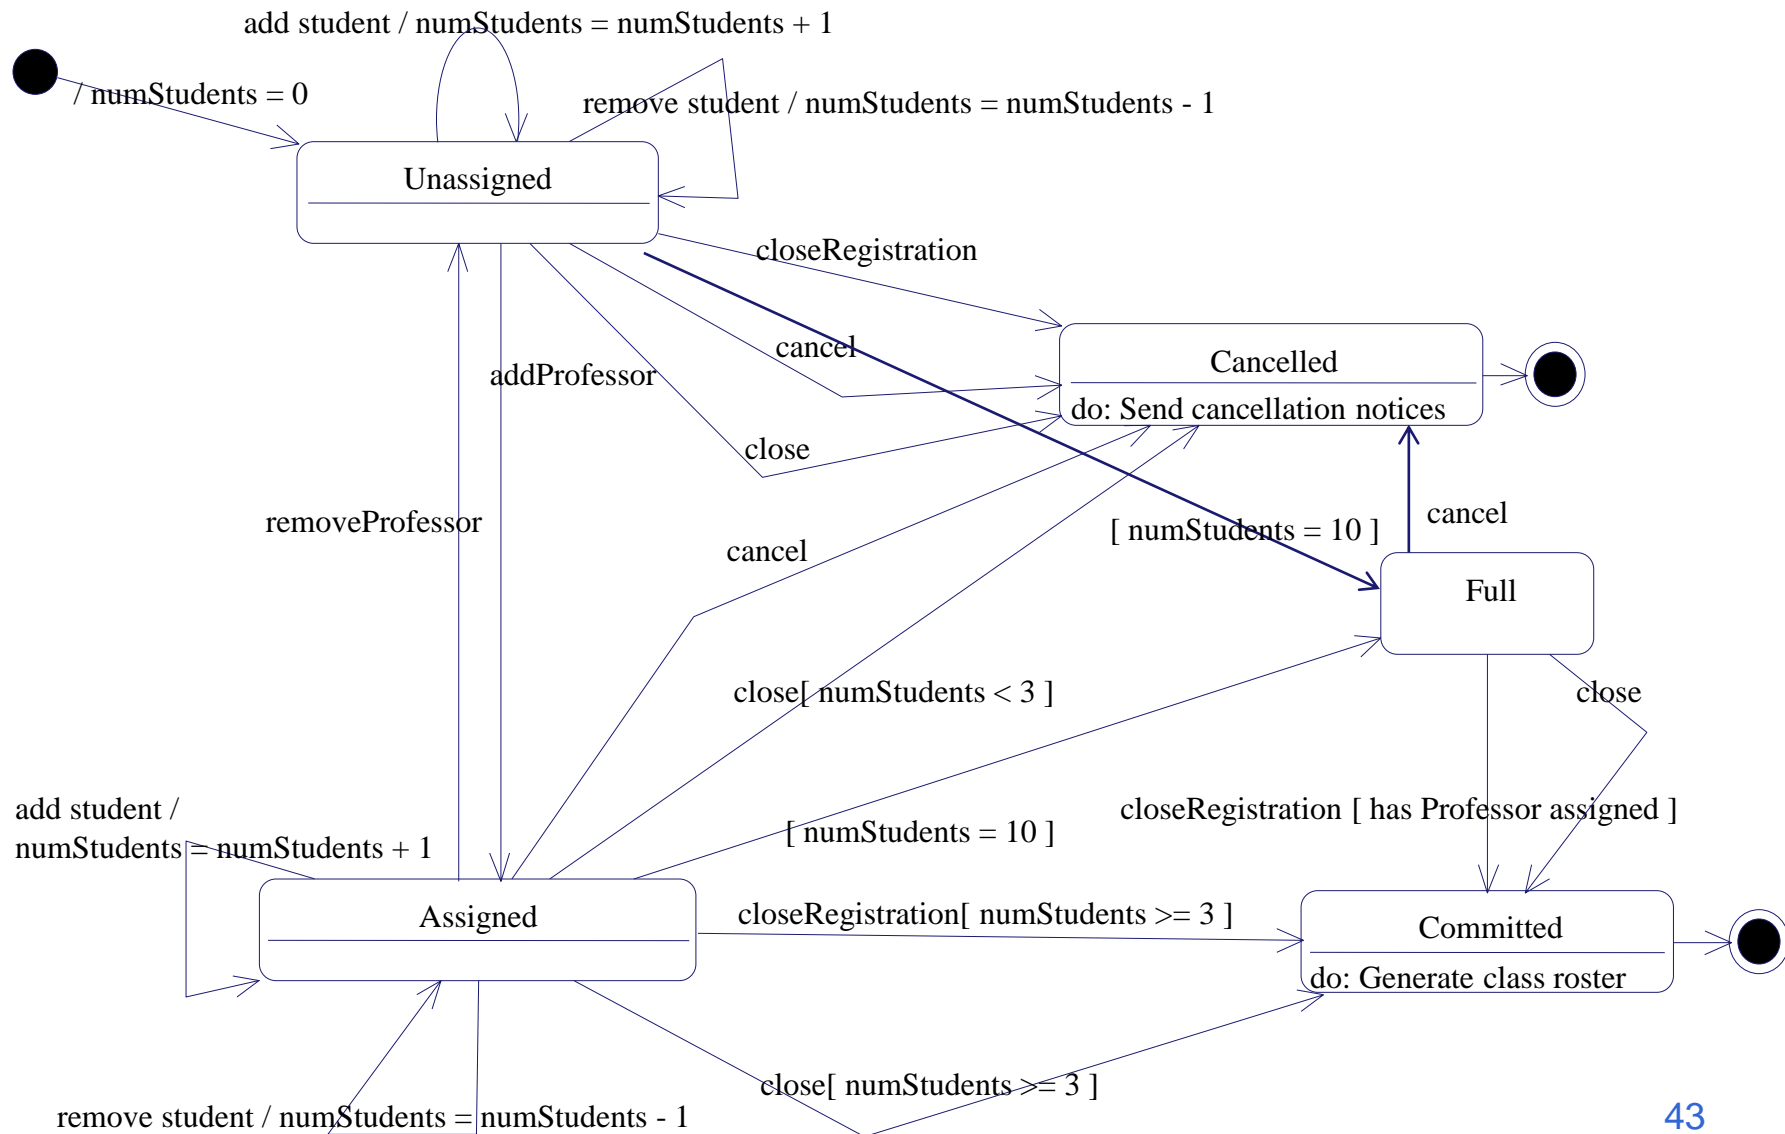 add student / numStudents = numStudents + 1
/ numStudents = 0
remove student / numStudents = numStudents - 1
Unassigned
closeRegistration
cancel
Cancelled
addProfessor
do: Send cancellation notices
close
removeProfessor
[ numStudents = 10 ]
cancel
cancel
Full
close[ numStudents < 3 ]
close
add student /
numStudents = numStudents + 1
[ numStudents = 10 ]
closeRegistration [ has Professor assigned ]
Assigned
closeRegistration[ numStudents >= 3 ]
Committed
do: Generate class roster
close[ numStudents >= 3 ]
remove student / numStudents = numStudents - 1
43